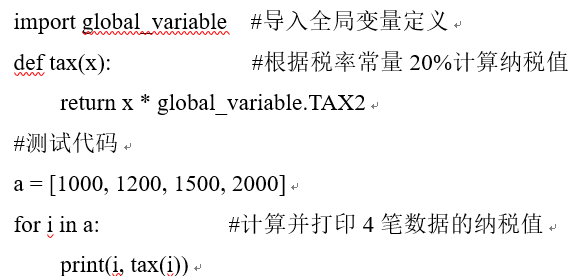 import global_variable #导入全局变量定义
def tax(x): #根据税率常量20%计算纳税值
return x * global_variable.TAX2
#测试代码
a = [1000, 1200, 1500, 2000]
for i in a: #计算并打印4笔数据的纳税值
print(i, tax(i))